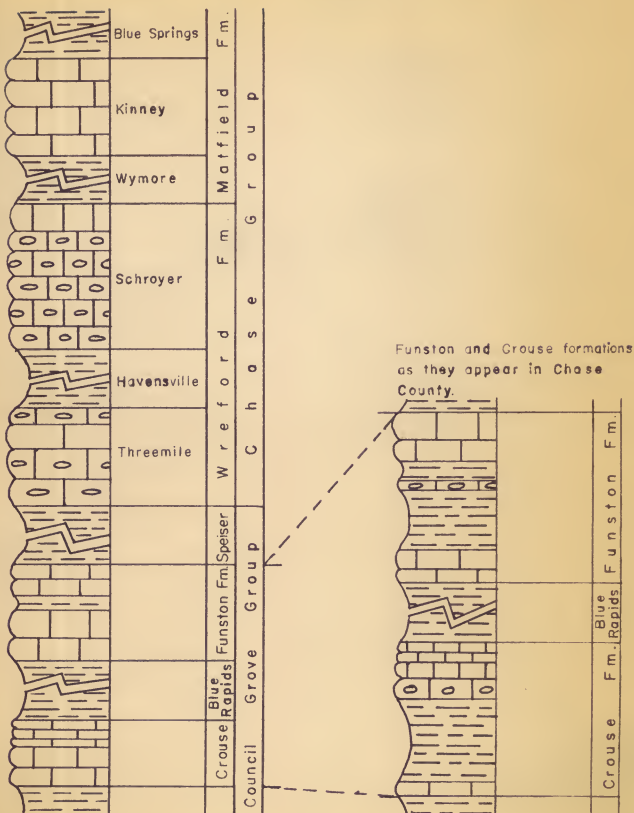 Blue Springs
Kinney
Wymore
Schroyer
Havensville
Threemile
Matfield Fm.
Wreford Fm.
Speiser
Funston Fm.
Blue
Rapids
Crouse
Chase Group
Council Grove Group
Funston and Crouse formations
as they appear in Chase
County.
Funston Fm.
Blue
Rapids
Crouse Fm.